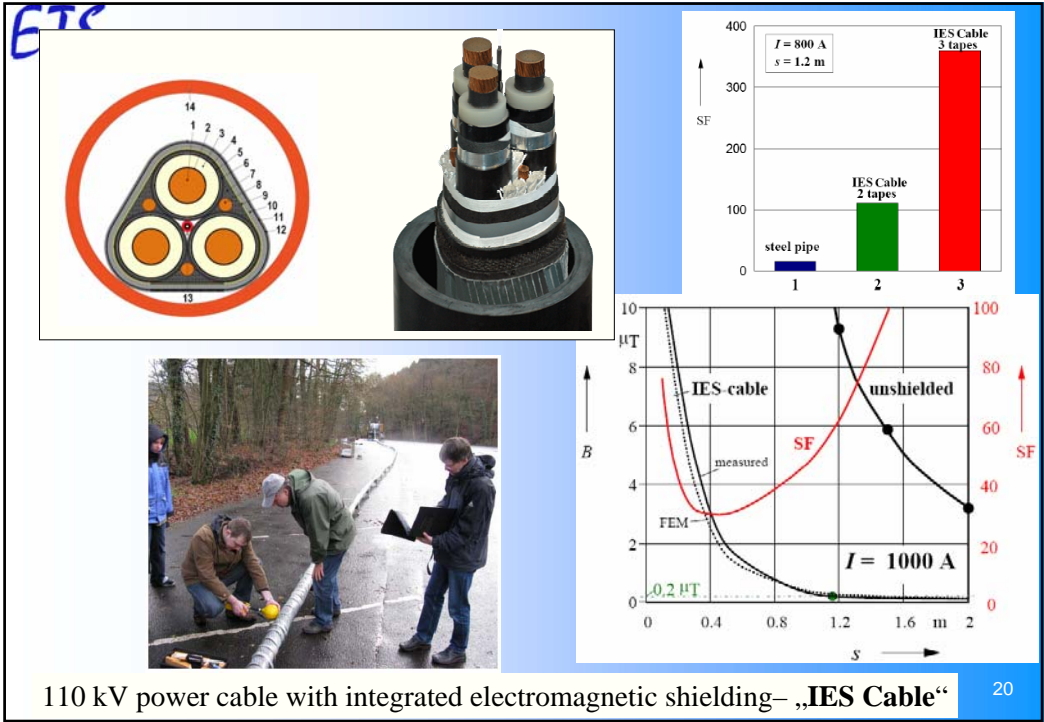 ETS
14
1
2
3
4
5
6
7
8
9
10
11
12
13
400
300
200
100
0
SF
I = 800 A
s = 1.2 m
steel pipe
IES Cable
2 tapes
IES Cable
3 tapes
1
2
3
10
µT
8
6
B
4
2
0
IES cable
measured
FEM
0.2 µT
SF
unshielded
I = 1000 A
100
80
60
SF
40
20
0
0
0.4
0.8
1.2
1.6
m
2
s
110 kV power cable with integrated electromagnetic shielding– „IES Cable“
20